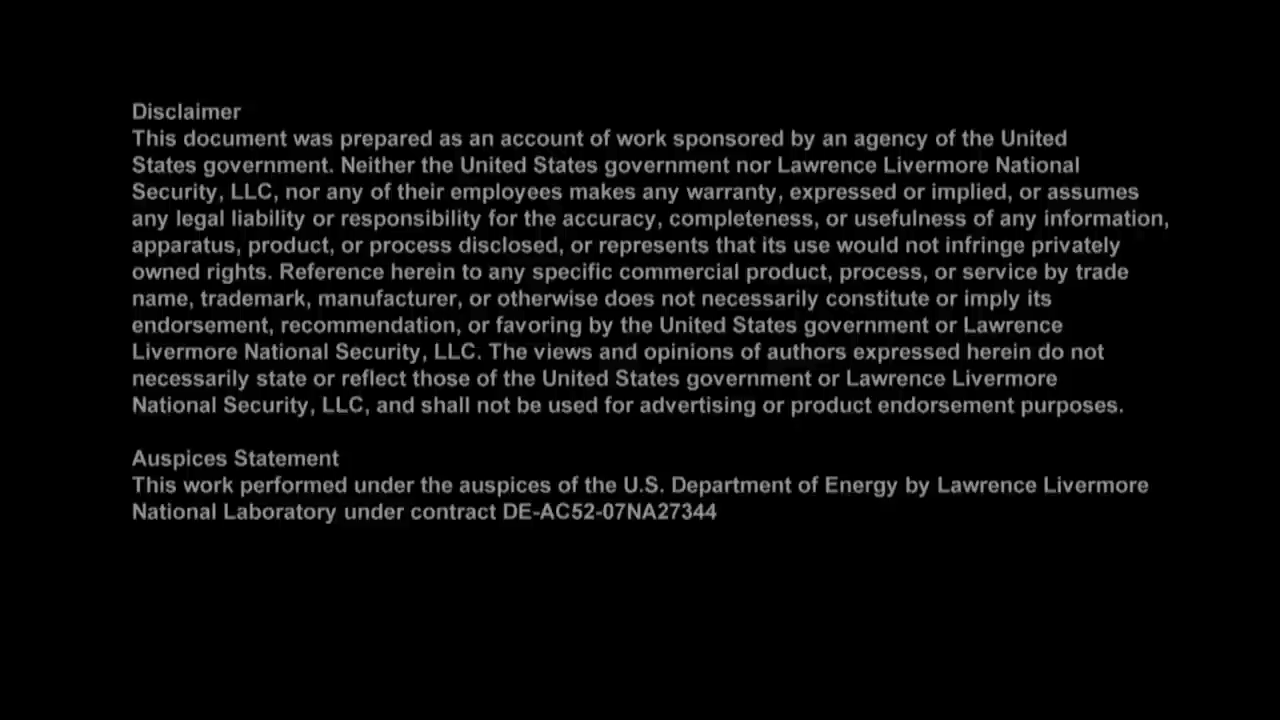 Disclaimer
This document was prepared as an account of work sponsored by an agency of the United
States government. Neither the United States government nor Lawrence Livermore National
Security, LLC, nor any of their employees makes any warranty, expressed or implied, or assumes
any legal liability or responsibility for the accuracy, completeness, or usefulness of any information,
apparatus, product, or process disclosed, or represents that its use would not infringe privately
owned rights. Reference herein to any specific commercial product, process, or service by trade
name, trademark, manufacturer, or otherwise does not necessarily constitute or imply its
endorsement, recommendation, or favoring by the United States government or Lawrence
Livermore National Security, LLC. The views and opinions of authors expressed herein do not
necessarily state or reflect those of the United States government or Lawrence Livermore
National Security, LLC, and shall not be used for advertising or product endorsement purposes.
Auspices Statement
This work performed under the auspices of the U.S. Department of Energy by Lawrence Livermore
National Laboratory under contract DE-AC52-07NA27344